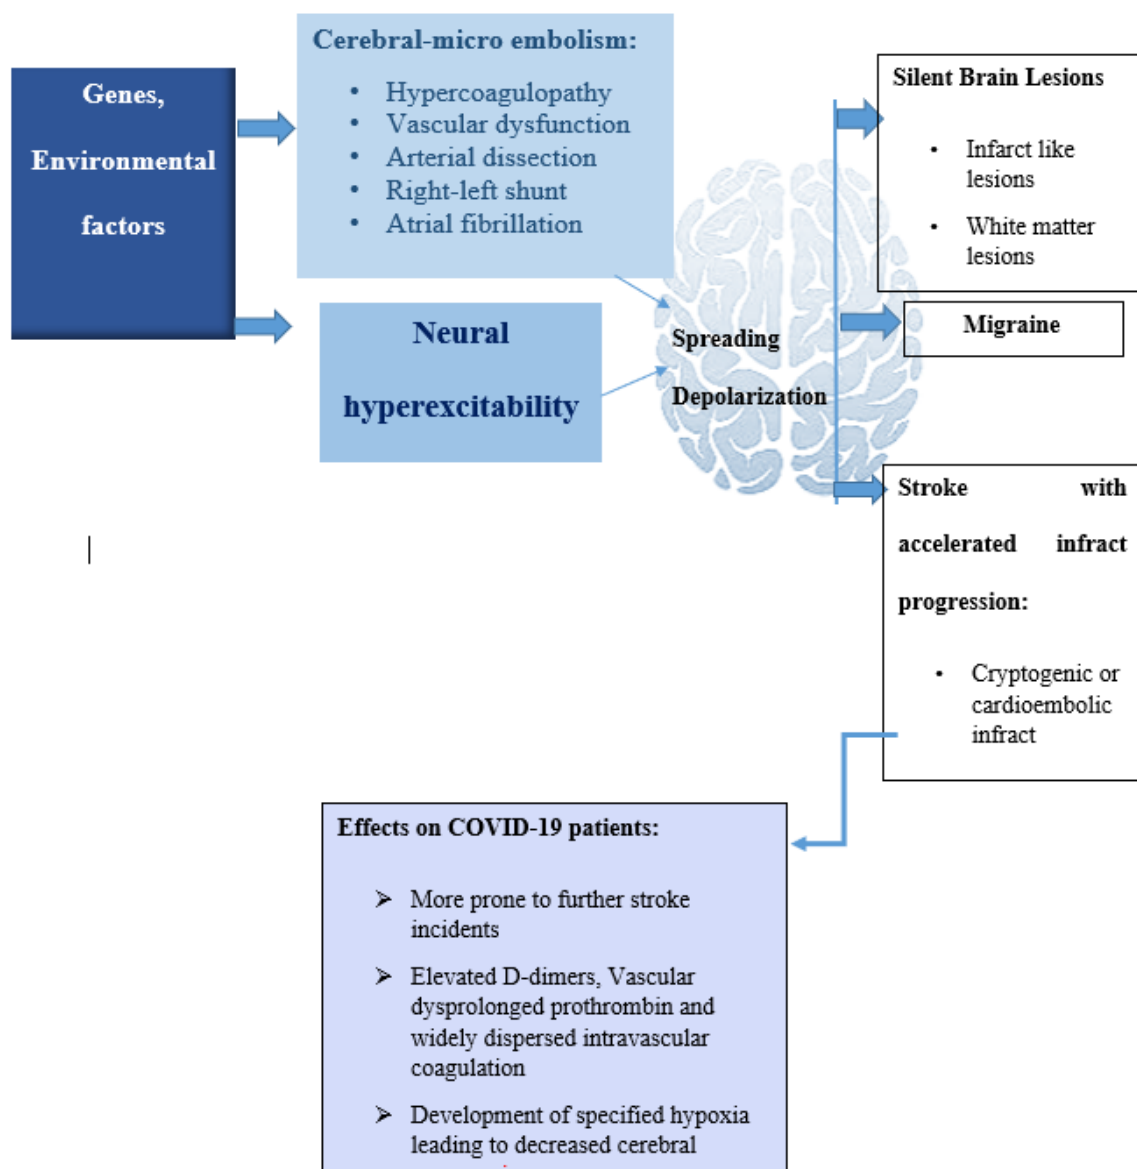 Genes,
Environmental
factors
Cerebral-micro embolism:
• Hypercoagulopathy
• Vascular dysfunction
• Arterial dissection
• Right-left shunt
• Atrial fibrillation
Neural
hyperexcitability
Spreading
Depolarization
Silent Brain Lesions
• Infarct like
lesions
• White matter
lesions
Migraine
Stroke with
accelerated infract
progression:
• Cryptogenic or
cardioembolic
infract
Effects on COVID-19 patients:
➢ More prone to further stroke
incidents
➢ Elevated D-dimers, Vascular
dysprolonged prothrombin and
widely dispersed intravascular
coagulation
➢ Development of specified hypoxia
leading to decreased cerebral